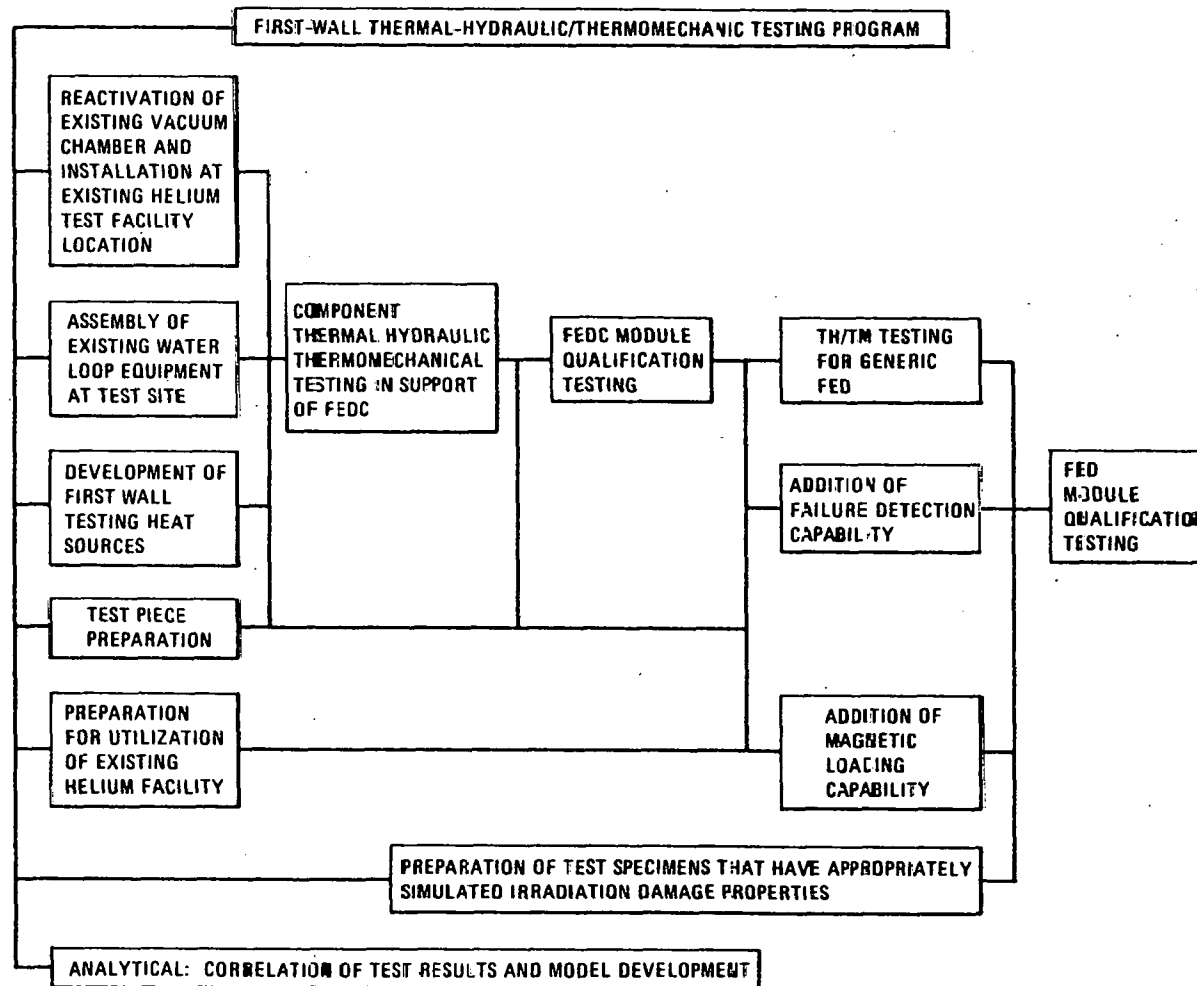 FIRST-WALL THERMAL-HYDRAULIC/THERMOMECHANIC TESTING PROGRAM
REACTIVATION OF
EXISTING VACUUM
CHAMBER AND
INSTALLATION AT
EXISTING HELIUM
TEST FACILITY
LOCATION
ASSEMBLY OF
EXISTING WATER
LOOP EQUIPMENT
AT TEST SITE
DEVELOPMENT OF
FIRST WALL
TESTING HEAT
SOURCES
TEST PIECE
PREPARATION
PREPARATION
FOR UTILIZATION
OF EXISTING
HELIUM FACILITY
COMPONENT
THERMAL HYDRAULIC
THERMOMECHANICAL
TESTING IN SUPPORT
OF FEDC
FEDC MODULE
QUALIFICATION
TESTING
TH/TM TESTING
FOR GENERIC
FED
ADDITION OF
FAILURE DETECTION
CAPABILITY
ADDITION OF
MAGNETIC
LOADING
CAPABILITY
FED
MODULE
QUALIFICATION
TESTING
PREPARATION OF TEST SPECIMENS THAT HAVE APPROPRIATELY
SIMULATED IRRADIATION DAMAGE PROPERTIES
ANALYTICAL: CORRELATION OF TEST RESULTS AND MODEL DEVELOPMENT